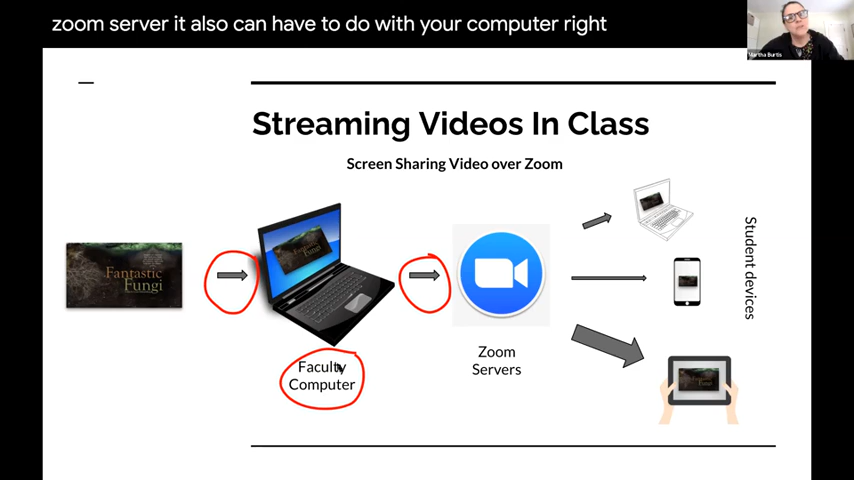 zoom server it also can have to do with your computer right
Martha Burtis
Streaming Videos In Class
Screen Sharing Video over Zoom
Fantastic
Fungi
Faculty
Computer
Zoom
Servers
Student devices